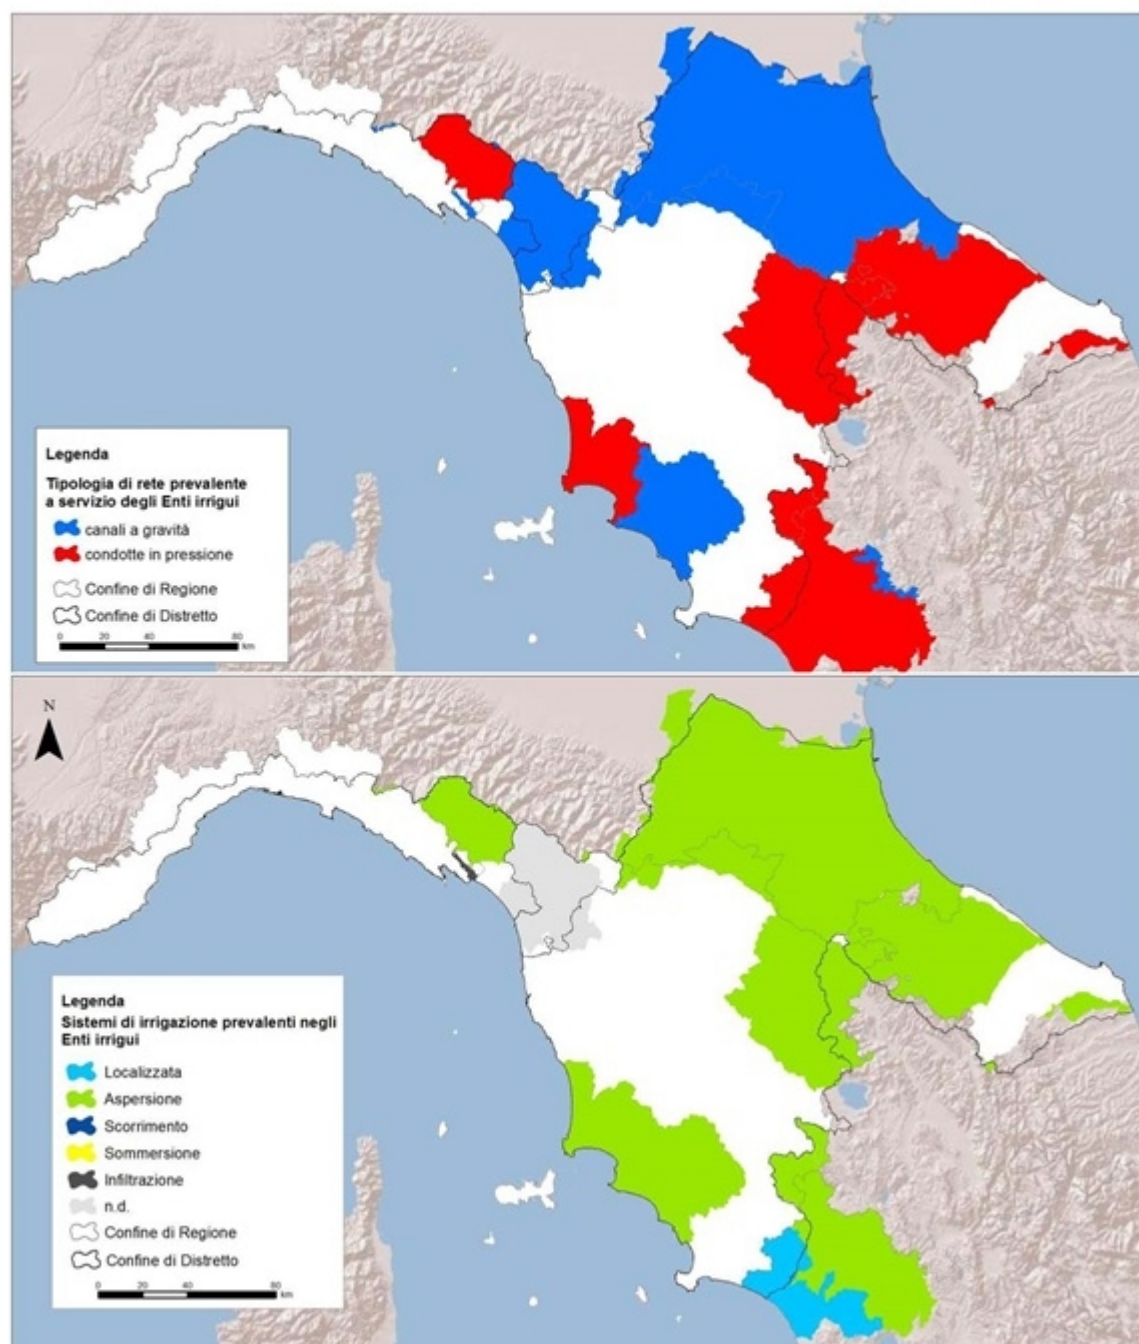 Legenda
Tipologia di rete prevalente
a servizio degli Enti irrigui
canali a gravità
condotte in pressione
Confine di Regione
Confine di Distretto
0 20 40 80
km
N
Legenda
Sistemi di irrigazione prevalenti negli
Enti irrigui
Localizzata
Aspersione
Scorrimento
Sommersione
Infiltrazione
n.d.
Confine di Regione
Confine di Distretto
0 20 40 80
km